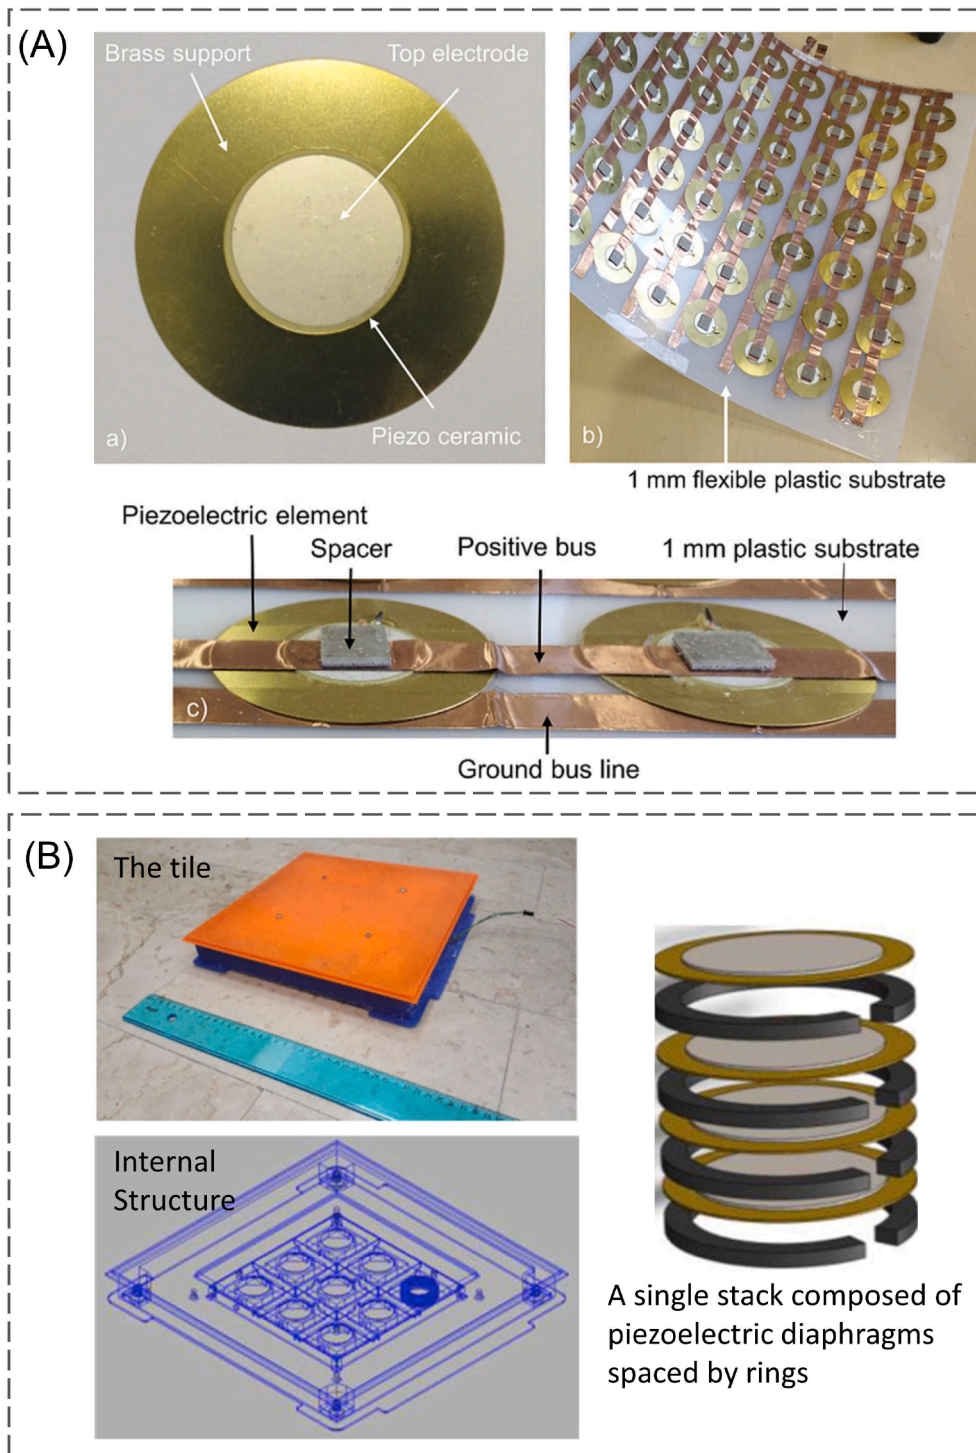 (A)
Brass support
Top electrode
Piezo ceramic
a)
b)
1 mm flexible plastic substrate
Piezoelectric element
Spacer
Positive bus
1 mm plastic substrate
c)
Ground bus line
(B)
The tile
Internal
Structure
A single stack composed of
piezoelectric diaphragms
spaced by rings